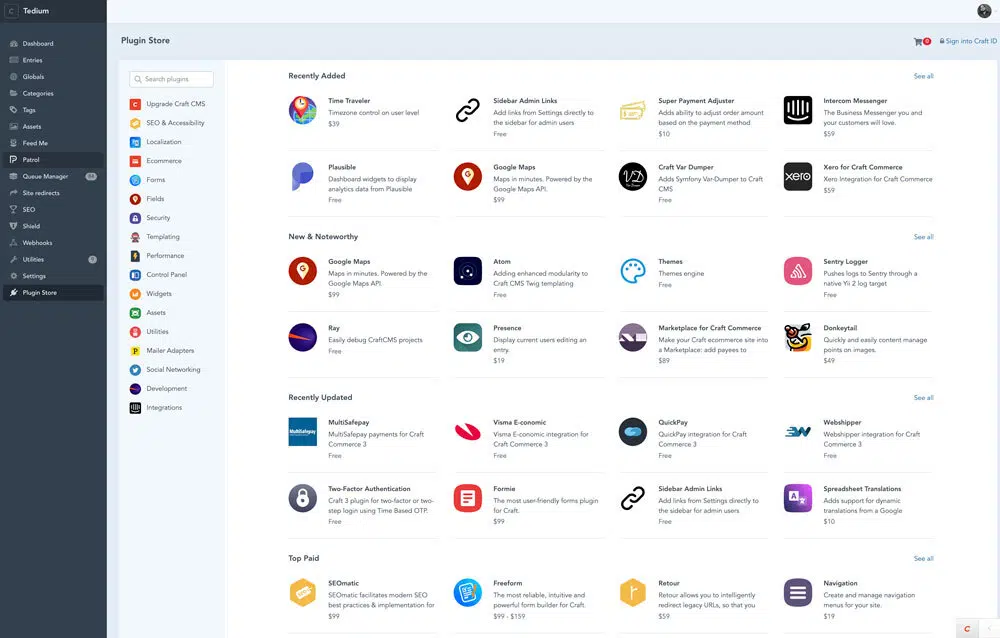 C
Tedium
Dashboard
Entries
Globals
Categories
Tags
Assets
Feed Me
Patrol
Queue Manager
Site redirects
SEO
Shield
Webhooks
Utilities
1
Settings
Plugin Store
Plugin Store
0
Sign into Craft ID
Search plugins
C
Upgrade Craft CMS
SEO & Accessibility
Localization
Ecommerce
Forms
Fields
Security
Templating
Performance
Control Panel
Widgets
Assets
Utilities
Mailer Adapters
Social Networking
Development
Integrations
Recently Added
See all
Time Traveler
Timezone control on user level
$39
Sidebar Admin Links
Add links from Settings directly to
the sidebar for admin users
Free
Super Payment Adjuster
Adds ability to adjust order amount
based on the payment method
$10
Intercom Messenger
The Business Messenger you and
your customers will love.
$59
Plausible
Dashboard widgets to display
analytics data from Plausible
Free
Google Maps
Maps in minutes. Powered by the
Google Maps API.
$99
VD
Craft Var Dumper
Adds Symfony Var-Dumper to Craft
CMS
Free
xero
Xero for Craft Commerce
Xero Integration for Craft Commerce
$59
New & Noteworthy
See all
Google Maps
Maps in minutes. Powered by the
Google Maps API.
$99
Atom
Adding enhanced modularity to
Craft CMS Twig templating
Free
Themes
Themes engine
Free
Sentry Logger
Pushes logs to Sentry through a
native Yii 2 log target
Free
Ray
Easily debug CraftCMS projects
Free
Presence
Display current users editing an
entry.
$19
Marketplace for Craft Commerce
Make your Craft ecommerce site into
a Marketplace: add payees to
$89
Donkeytail
Quickly and easily content manage
points on images.
$49
Recently Updated
See all
MultiSafepay
MultiSafepay
MultiSafepay payments for Craft
Commerce 3
Free
Visma E-conomic
Visma E-economic integration for
Craft Commerce 3
Free
QuickPay
QuickPay integration for Craft
Commerce 3
Free
Webshipper
Webshipper integration for Craft
Commerce 3
Free
Two-Factor Authentication
Craft 3 plugin for two-factor or two-
step login using Time Based OTP.
Free
Formie
The most user-friendly forms plugin
for Craft.
$99
Sidebar Admin Links
Add links from Settings directly to
the sidebar for admin users
Free
Spreadsheet Translations
Adds support for dynamic
translations from a Google
$10
Top Paid
See all
SEOmatic
SEOmatic facilitates modern SEO
best practices & implementation for
$99
Freeform
The most reliable, intuitive and
powerful form builder for Craft.
$99 - $159
Retour
Retour allows you to intelligently
redirect legacy URLs, so that you
$59
Navigation
Create and manage navigation
menus for your site.
$19
C